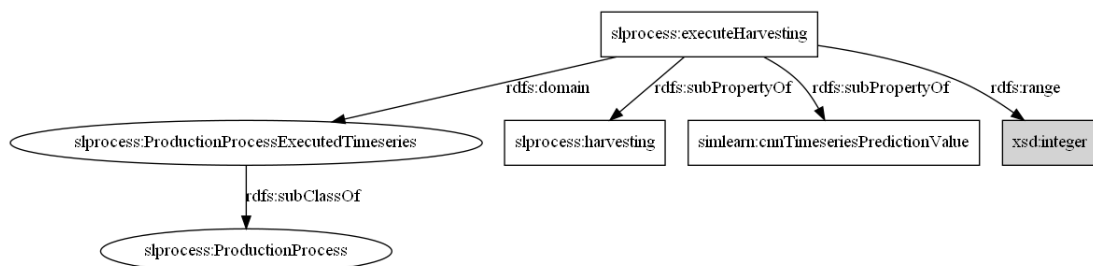 slprocess:executeHarvesting
rdfs:domain
rdfs:subPropertyOf
rdfs:subPropertyOf
rdfs:range
slprocess:ProductionProcessExecutedTimeseries
slprocess:harvesting
simlearn:cnnTimeseriesPredictionValue
xsd:integer
rdfs:subClassOf
slprocess:ProductionProcess